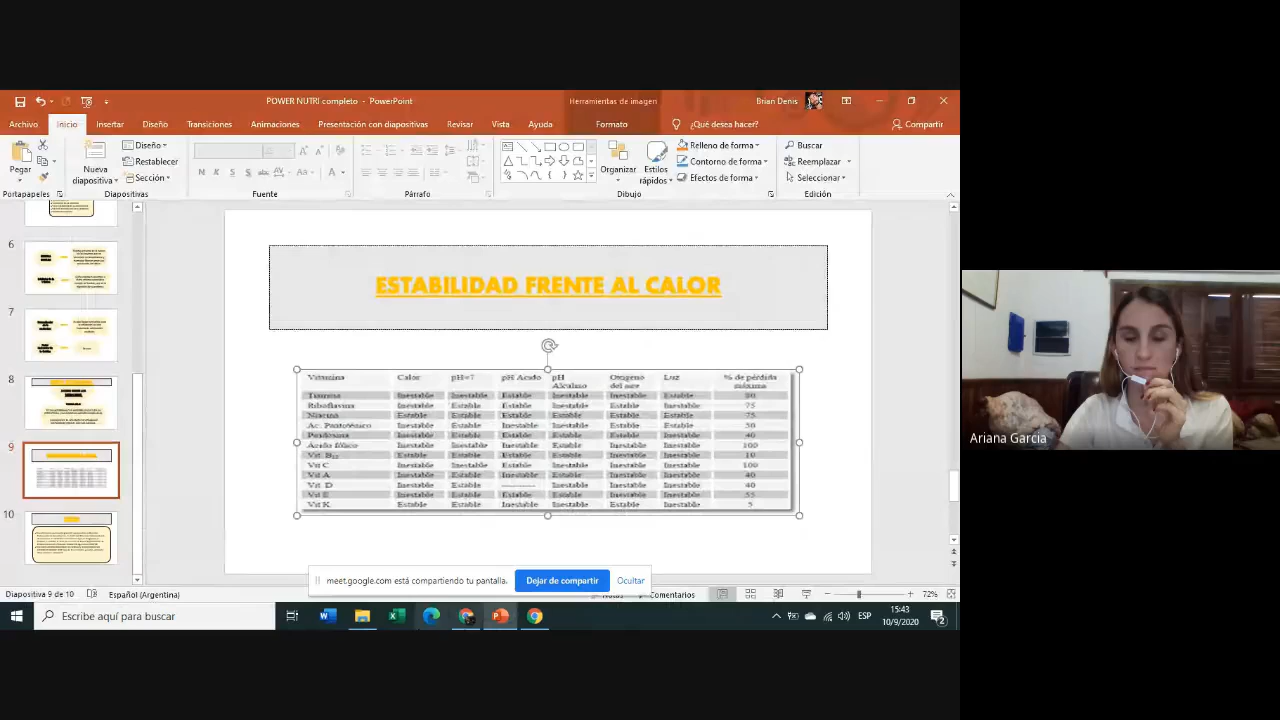 POWER NUTRI completo - PowerPoint
Herramientas de imagen
Brian Denis
Archivo Inicio Insertar Diseño Transiciones Animaciones Presentación con diapositivas Revisar Vista Ayuda Formato ¿Qué desea hacer? Compartir
Pegar
Nueva diapositiva
Diseño
Restablecer
Sección
Organizar
Estilos rápidos
Relleno de forma
Contorno de forma
Efectos de forma
Buscar
Reemplazar
Seleccionar
Portapapeles Diapositivas Fuente Párrafo Dibujo Edición
6
7
8
9
10
ESTABILIDAD FRENTE AL CALOR
Vitamina Calor pH=7 pH Acido pH Alcalino Oxigeno del aire Luz % de pérdida máxima
Tiamina Inestable Inestable Estable Inestable Inestable Estable 80
Riboflavina Inestable Estable Estable Inestable Inestable Inestable 75
Niacina Estable Estable Estable Estable Estable Estable 75
Ac. Pantoténico Inestable Estable Inestable Inestable Estable Estable 50
Inestable Estable Estable Estable Estable Inestable 40
Acido fólico Inestable Inestable Inestable Estable Inestable Inestable 100
Vit B12 Estable Estable Estable Estable Inestable Inestable 10
Vit C Inestable Inestable Estable Inestable Inestable Inestable 100
Vit A Inestable Estable Inestable Estable Inestable Inestable 40
Vit D Inestable Estable Inestable Inestable Inestable 40
Vit E Inestable Estable Estable Estable Inestable Inestable 55
Vit K Estable Estable Inestable Inestable Estable Inestable 5
meet.google.com está compartiendo tu pantalla. Dejar de compartir Ocultar
Diapositiva 9 de 10 Español (Argentina) Comentarios 72%
Escribe aquí para buscar
ESP
15:43
10/9/2020
2
Ariana Garcia